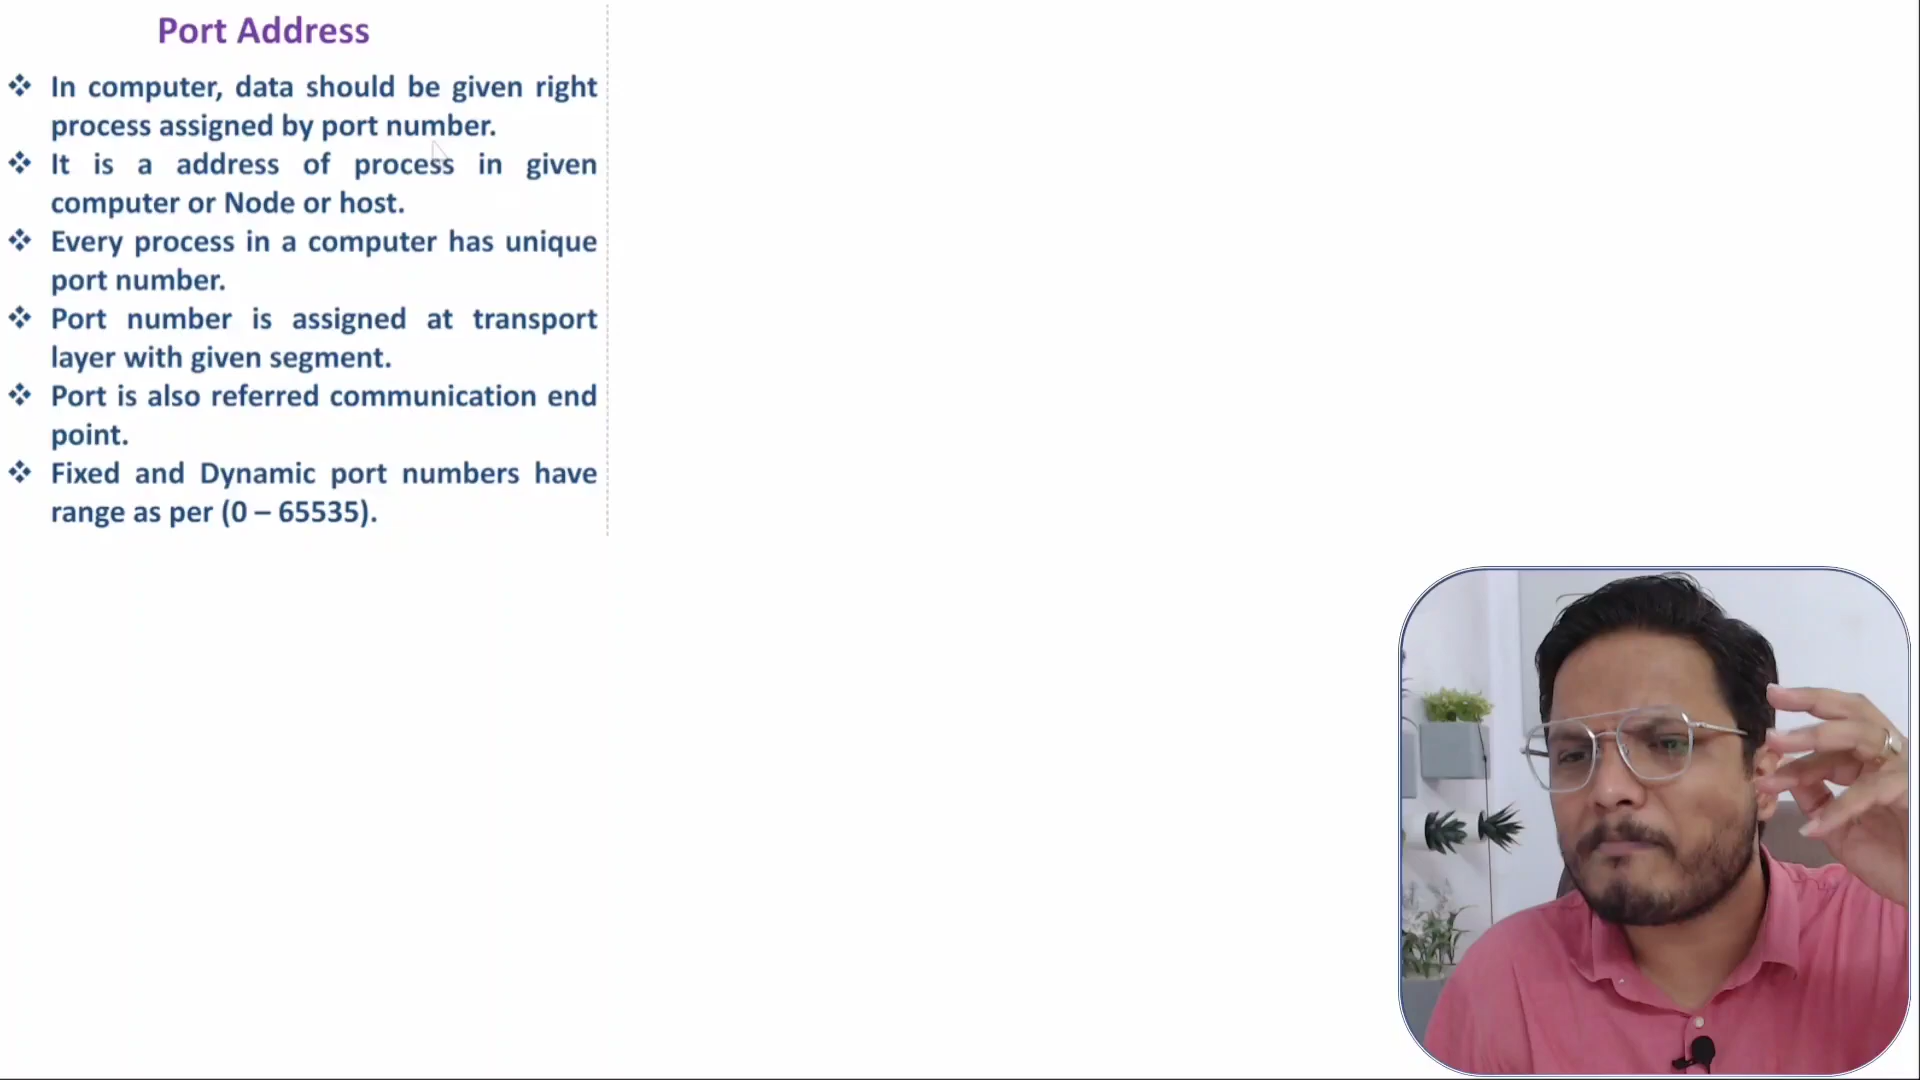 Port Address
❖ In computer, data should be given right
process assigned by port number.
❖ It is a address of process in given
computer or Node or host.
❖ Every process in a computer has unique
port number.
❖ Port number is assigned at transport
layer with given segment.
❖ Port is also referred communication end
point.
❖ Fixed and Dynamic port numbers have
range as per (0 – 65535).